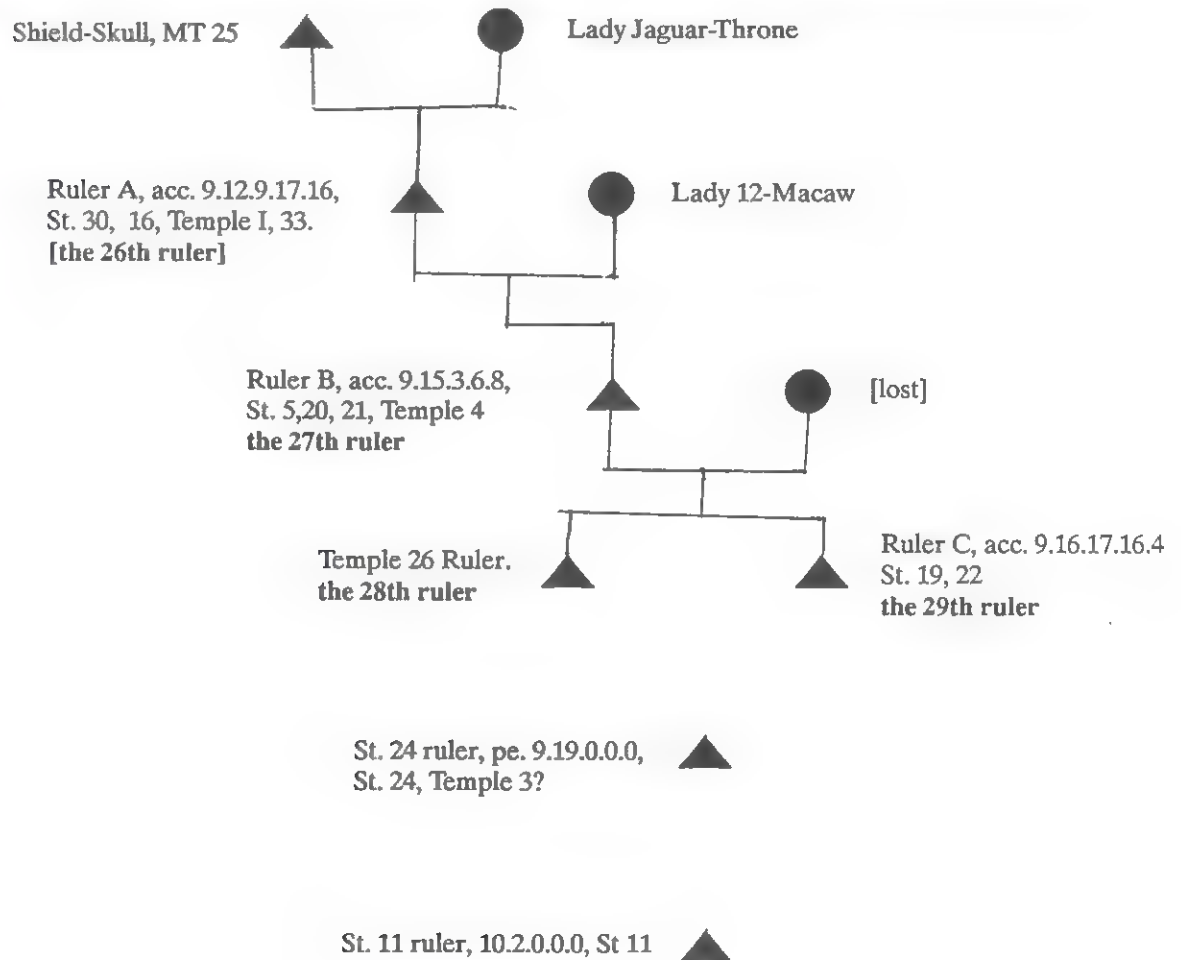 Shield-Skull, MT 25
Lady Jaguar-Throne
Ruler A, acc. 9.12.9.17.16,
St. 30, 16, Temple I, 33.
[the 26th ruler]
Lady 12-Macaw
Ruler B, acc. 9.15.3.6.8,
St. 5,20, 21, Temple 4
the 27th ruler
[lost]
Temple 26 Ruler.
the 28th ruler
Ruler C, acc. 9.16.17.16.4
St. 19, 22
the 29th ruler
St. 24 ruler, pe. 9.19.0.0.0,
St. 24, Temple 3?
St. 11 ruler, 10.2.0.0.0, St 11